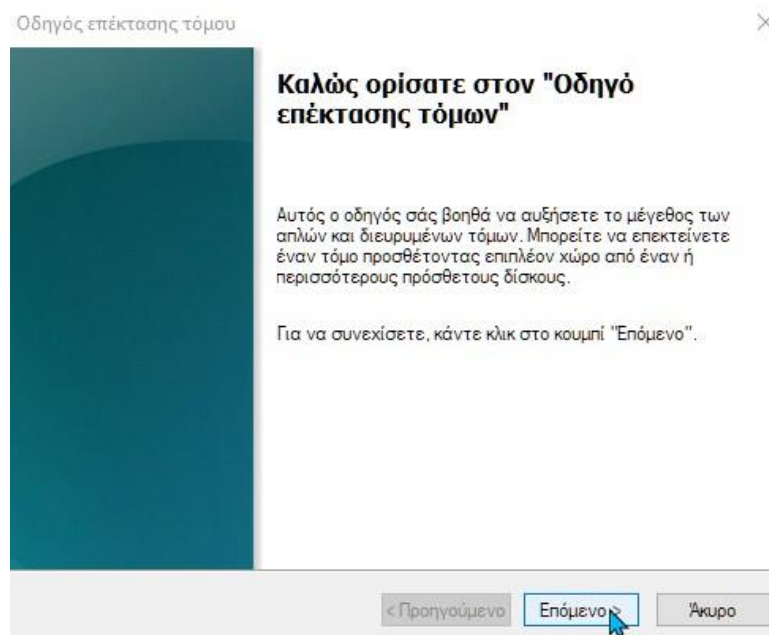 Οδηγός επέκτασης τόμου
Καλώς ορίσατε στον "Οδηγό
επέκτασης τόμων"
Αυτός ο οδηγός σάς βοηθά να αυξήσετε το μέγεθος των
απλών και διευρυμένων τόμων. Μπορείτε να επεκτείνετε
έναν τόμο προσθέτοντας επιπλέον χώρο από έναν ή
περισσότερους πρόσθετους δίσκους.
Για να συνεχίσετε, κάντε κλικ στο κουμπί "Επόμενο".
< Προηγούμενο Επόμενο > Άκυρο